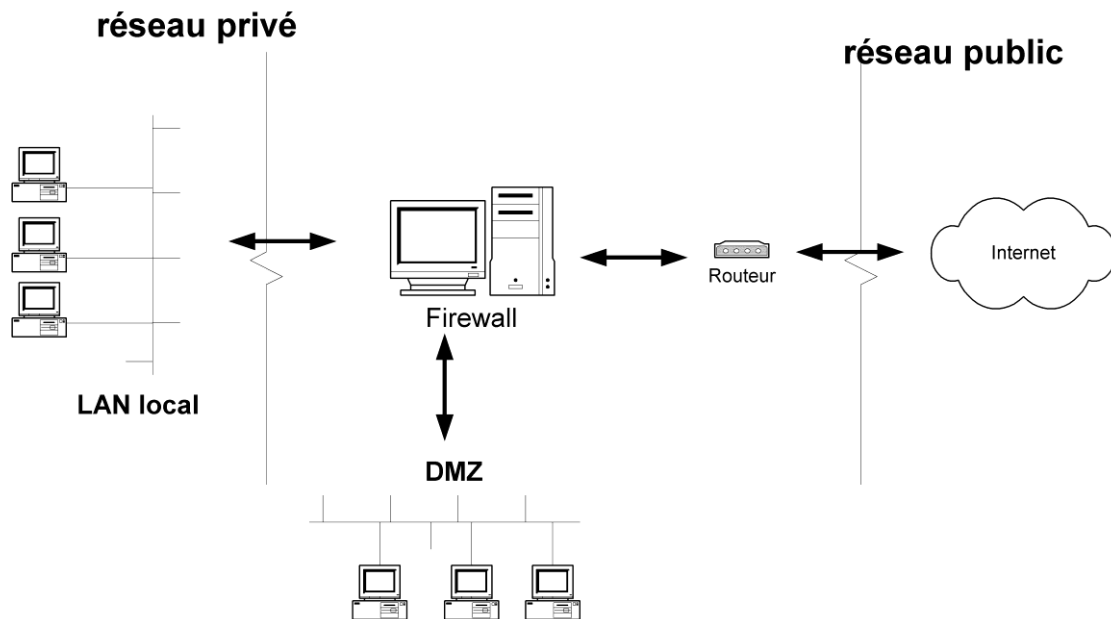 réseau privé
réseau public
Internet
Routeur
Firewall
LAN local
DMZ